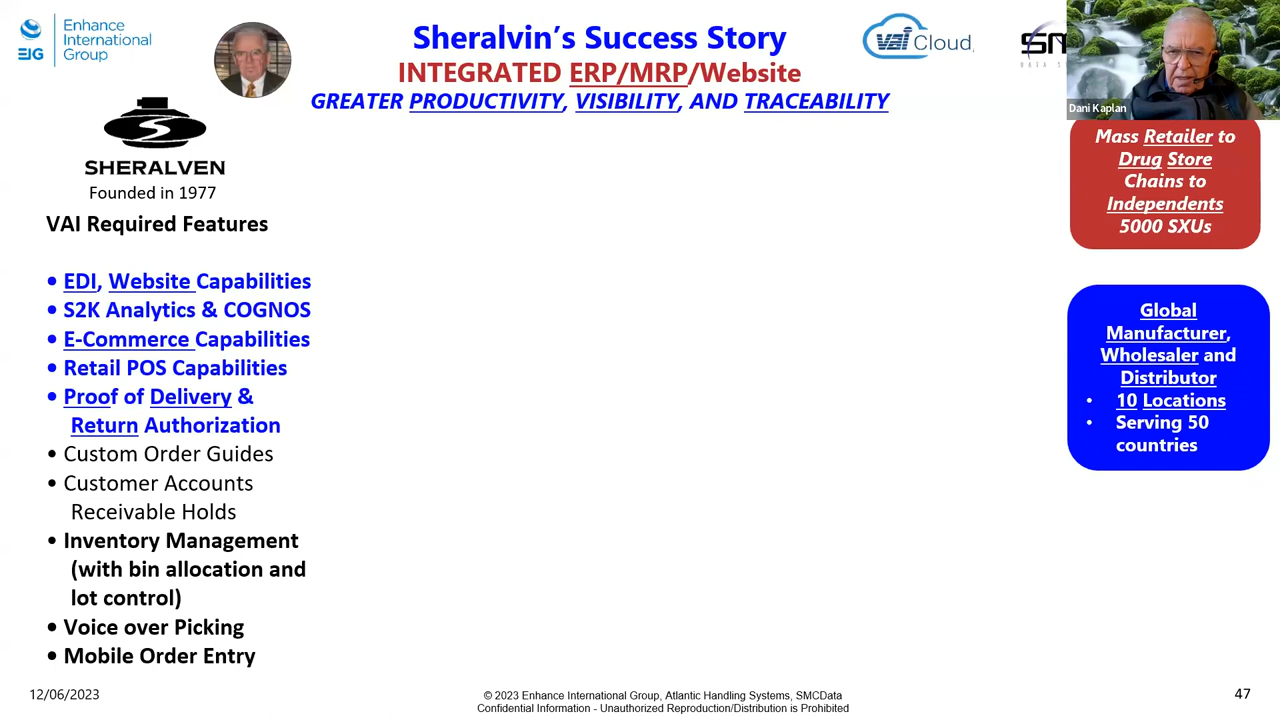 Enhance
International
Group
EIG
Sheralvin’s Success Story
INTEGRATED ERP/MRP/Website
GREATER PRODUCTIVITY, VISIBILITY, AND TRACEABILITY
vai Cloud
SM
Dani Kaplan
SHERALVEN
Founded in 1977
VAI Required Features
• EDI, Website Capabilities
• S2K Analytics & COGNOS
• E-Commerce Capabilities
• Retail POS Capabilities
• Proof of Delivery &
Return Authorization
• Custom Order Guides
• Customer Accounts
Receivable Holds
• Inventory Management
(with bin allocation and
lot control)
• Voice over Picking
• Mobile Order Entry
Mass Retailer to
Drug Store
Chains to
Independents
5000 SXUs
Global
Manufacturer,
Wholesaler and
Distributor
• 10 Locations
• Serving 50
countries
12/06/2023
© 2023 Enhance International Group, Atlantic Handling Systems, SMCData
Confidential Information - Unauthorized Reproduction/Distribution is Prohibited
47